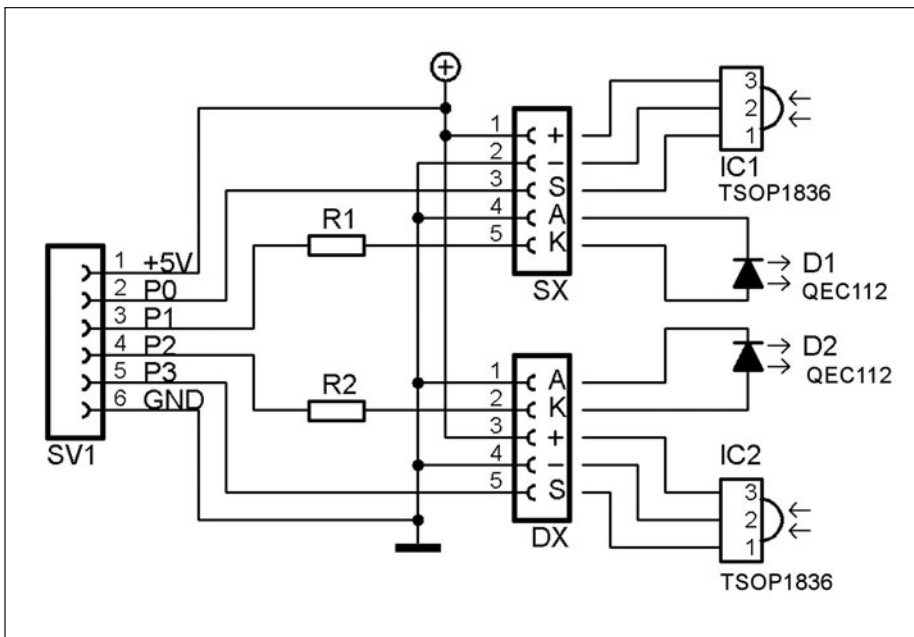 1 +5V
2 P0
3 P1
4 P2
5 P3
6 GND
SV1
R1
R2
1 +
2 –
3 S
4 A
5 K
SX
1 A
2 K
3 +
4 –
5 S
DX
3
2
1
IC1
TSOP1836
D1
QEC112
D2
QEC112
IC2
3
2
1
TSOP1836